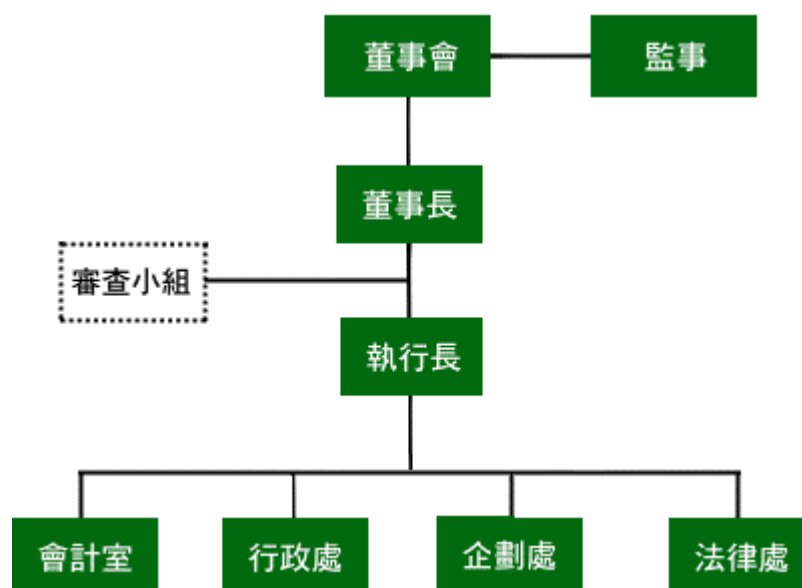 董事會
監事
董事長
審查小組
執行長
會計室
行政處
企劃處
法律處